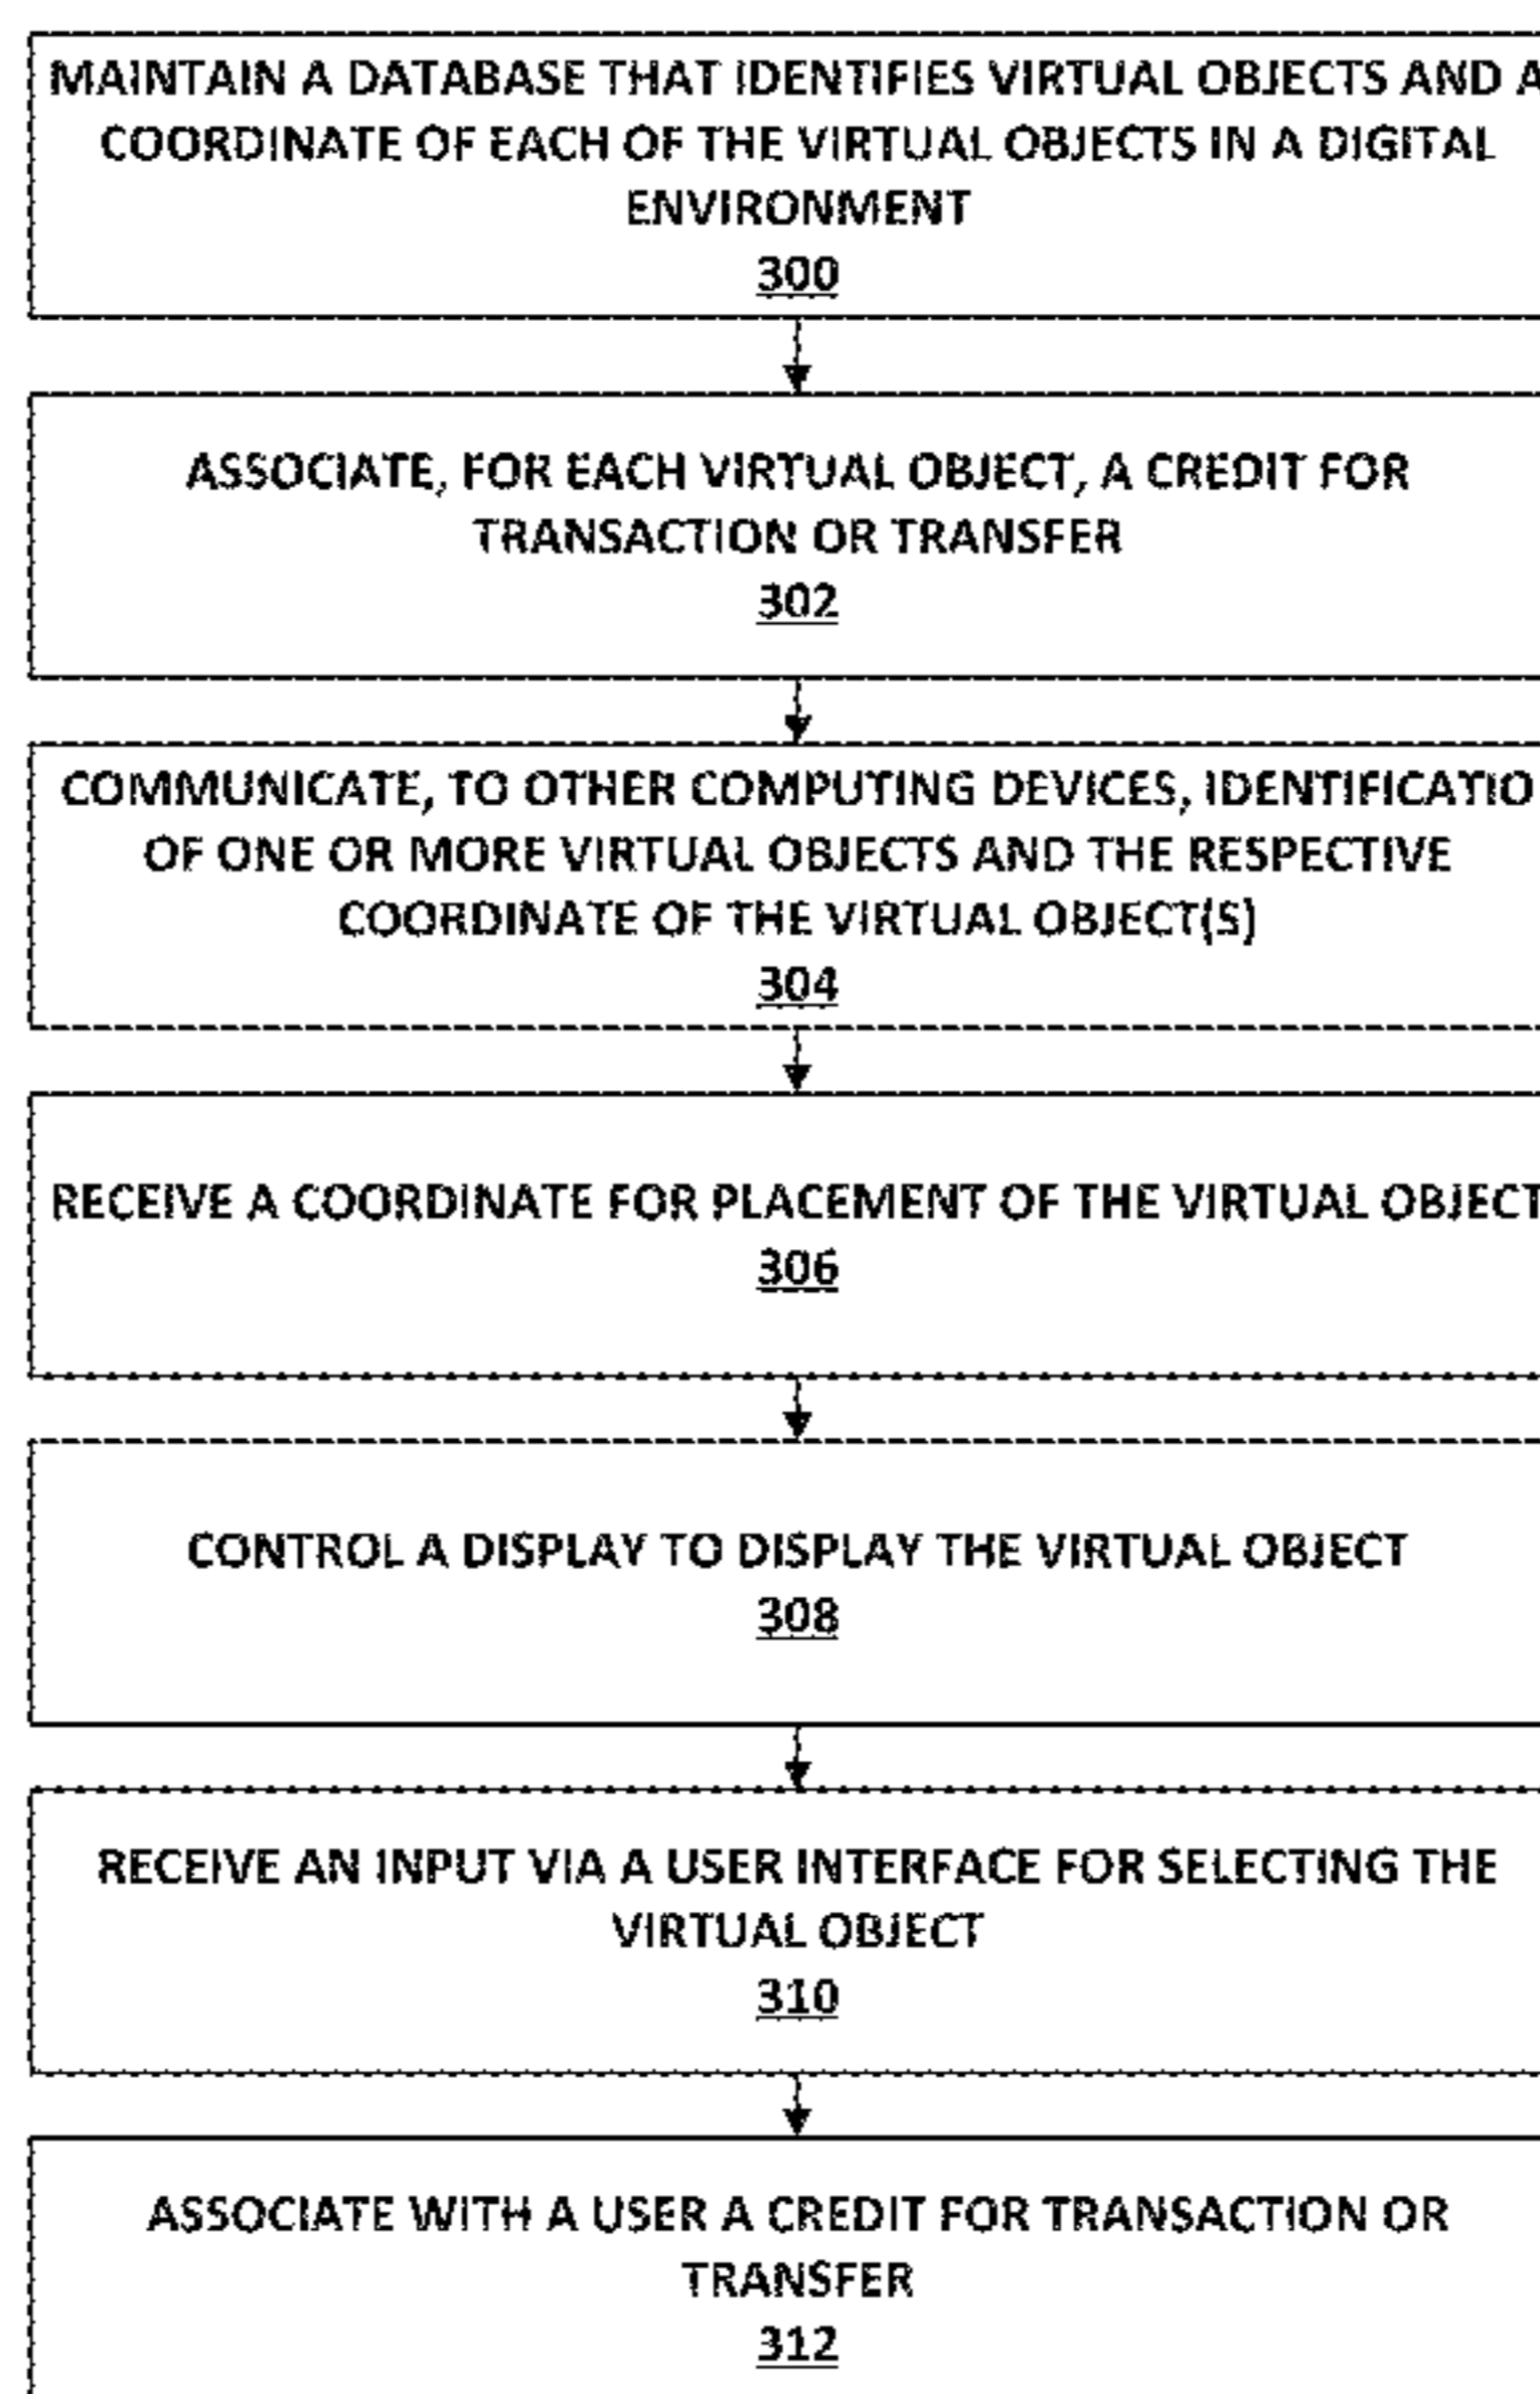 MAINTAIN A DATABASE THAT IDENTIFIES VIRTUAL OBJECTS AND A
COORDINATE OF EACH OF THE VIRTUAL OBJECTS IN A DIGITAL
ENVIRONMENT
300
ASSOCIATE, FOR EACH VIRTUAL OBJECT, A CREDIT FOR
TRANSACTION OR TRANSFER
302
COMMUNICATE, TO OTHER COMPUTING DEVICES, IDENTIFICATIO
OF ONE OR MORE VIRTUAL OBJECTS AND THE RESPECTIVE
COORDINATE OF THE VIRTUAL OBJECT(S)
304
RECEIVE A COORDINATE FOR PLACEMENT OF THE VIRTUAL OBJECT
306
CONTROL A DISPLAY TO DISPLAY THE VIRTUAL OBJECT
308
RECEIVE AN INPUT VIA A USER INTERFACE FOR SELECTING THE
VIRTUAL OBJECT
310
ASSOCIATE WITH A USER A CREDIT FOR TRANSACTION OR
TRANSFER
312